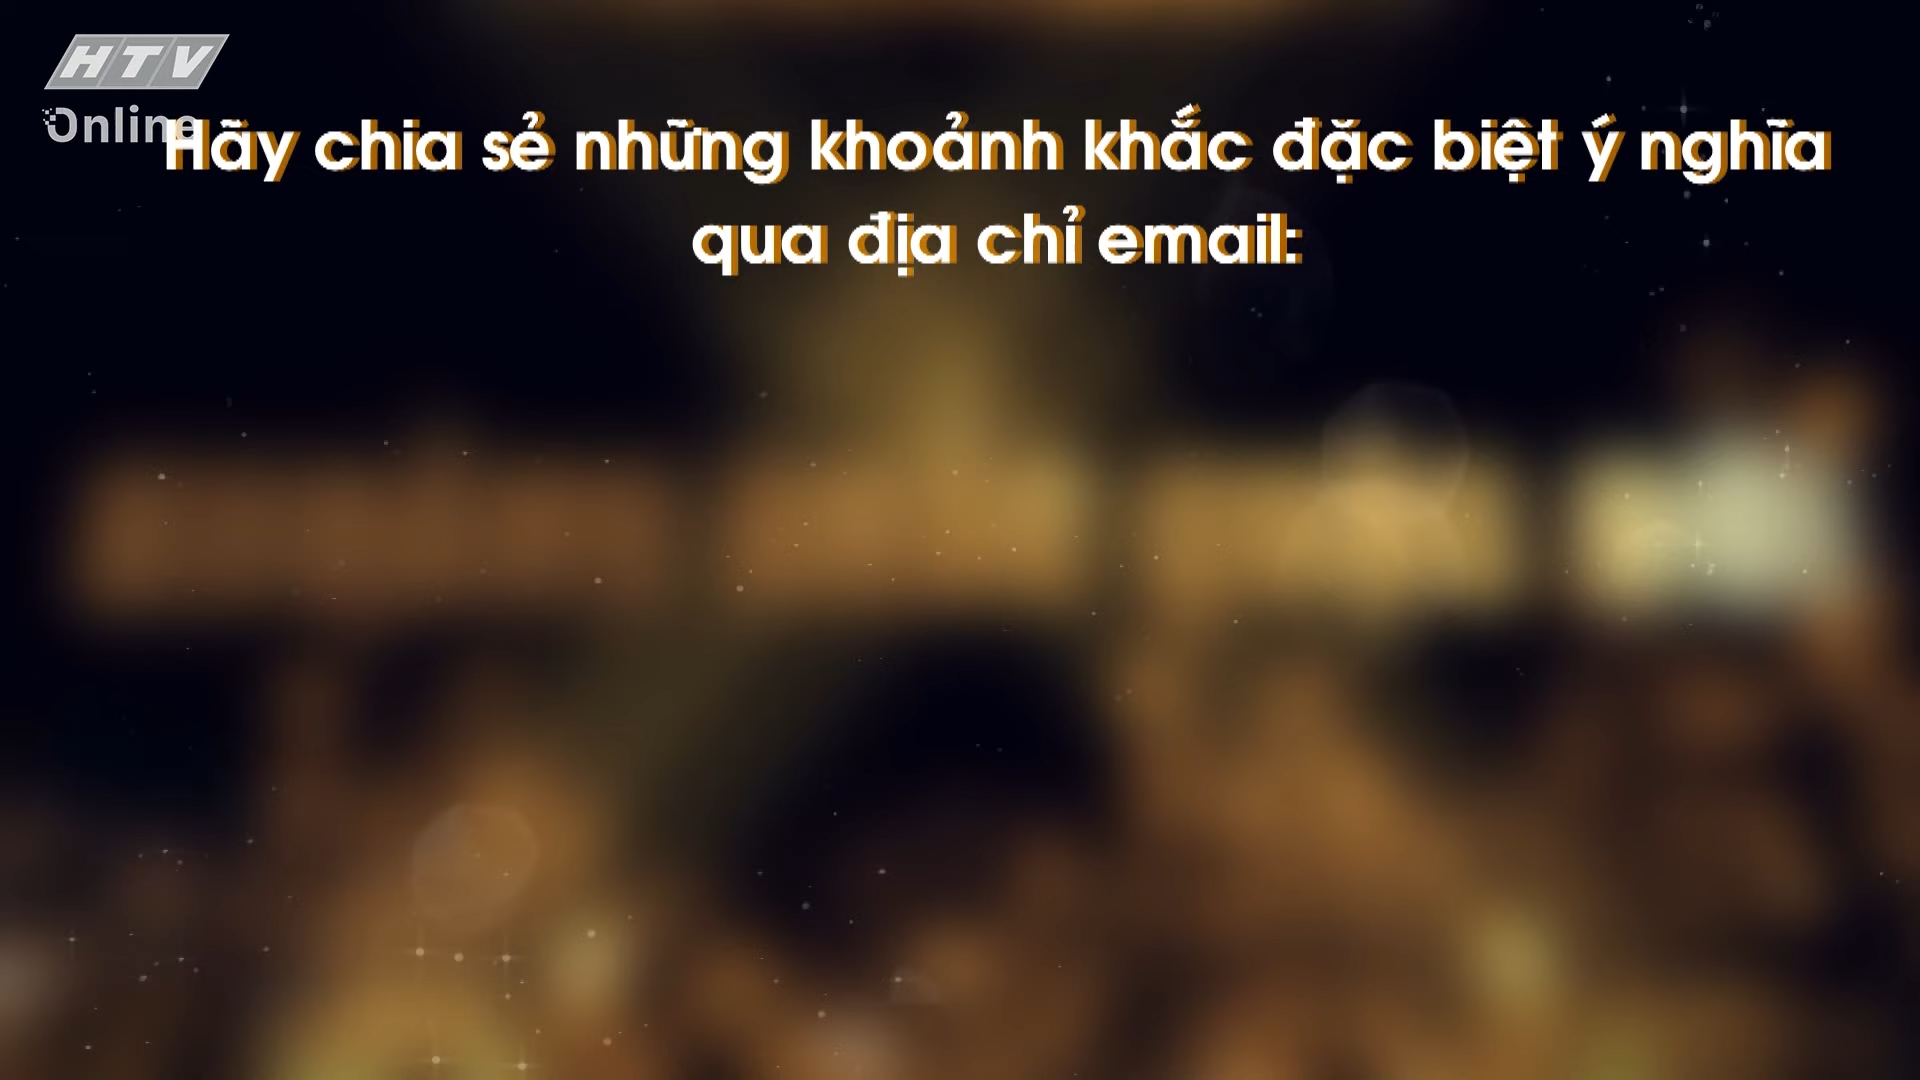 HTV
Online
Hãy chia sẻ những khoảnh khắc đặc biệt ý nghĩa
qua địa chỉ email: